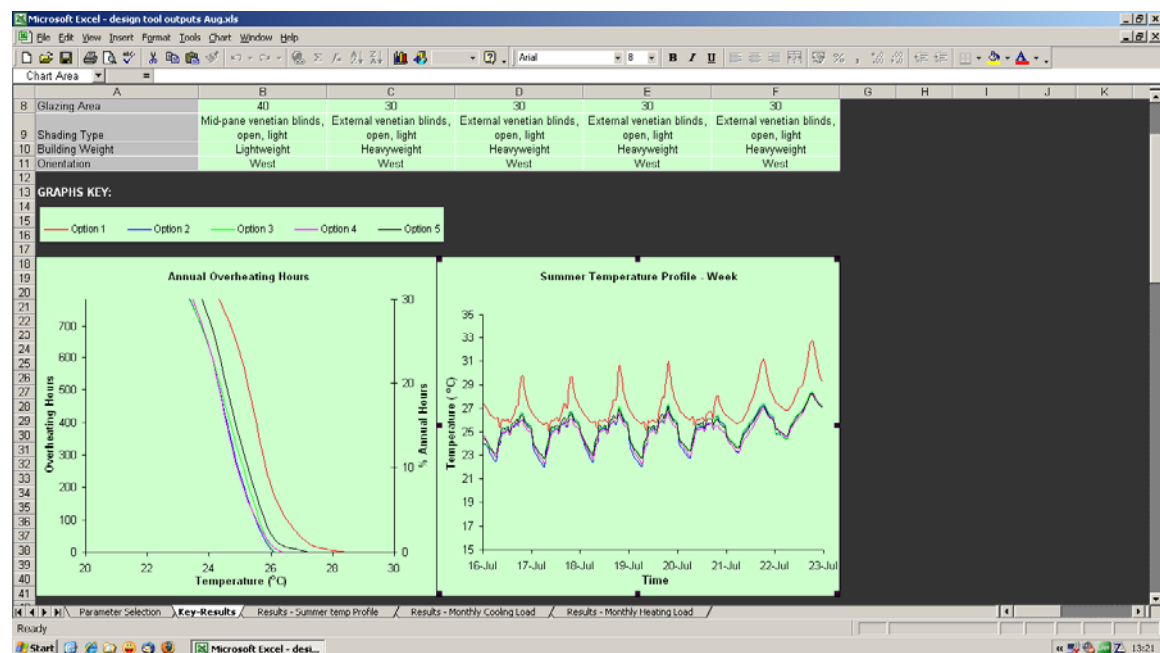 Microsoft Excel - design tool outputs Aug.xls
File Edit View Insert Format Tools Chart Window Help
Arial 8 B I U
Chart Area =
A B C D E F G H I J K
8 Glazing Area 40 30 30 30 30
9 Shading Type Mid-pane venetian blinds, open, light External venetian blinds, open, light External venetian blinds, open, light External venetian blinds, open, light External venetian blinds, open, light
10 Building Weight Lightweight Heavyweight Heavyweight Heavyweight Heavyweight
11 Orientation West West West West West
12
13 GRAPHS KEY:
14
15
Option 1 Option 2 Option 3 Option 4 Option 5
16
17
18
19
20
21
22
23
24
25
26
27
28
29
30
31
32
33
34
35
36
37
38
39
40
41
Annual Overheating Hours
Overheating Hours
700
600
500
400
300
200
100
0
20 22 24 26 28 30
Temperature (°C)
30
20
10
0
% Annual Hours
Summer Temperature Profile - Week
Temperature (°C)
35
33
31
29
27
25
23
21
19
17
15
16-Jul 17-Jul 18-Jul 19-Jul 20-Jul 21-Jul 22-Jul 23-Jul
Time
Parameter Selection Key-Results Results - Summer temp Profile Results - Monthly Cooling Load Results - Monthly Heating Load
Ready
Start Microsoft Excel - desi... 13:21